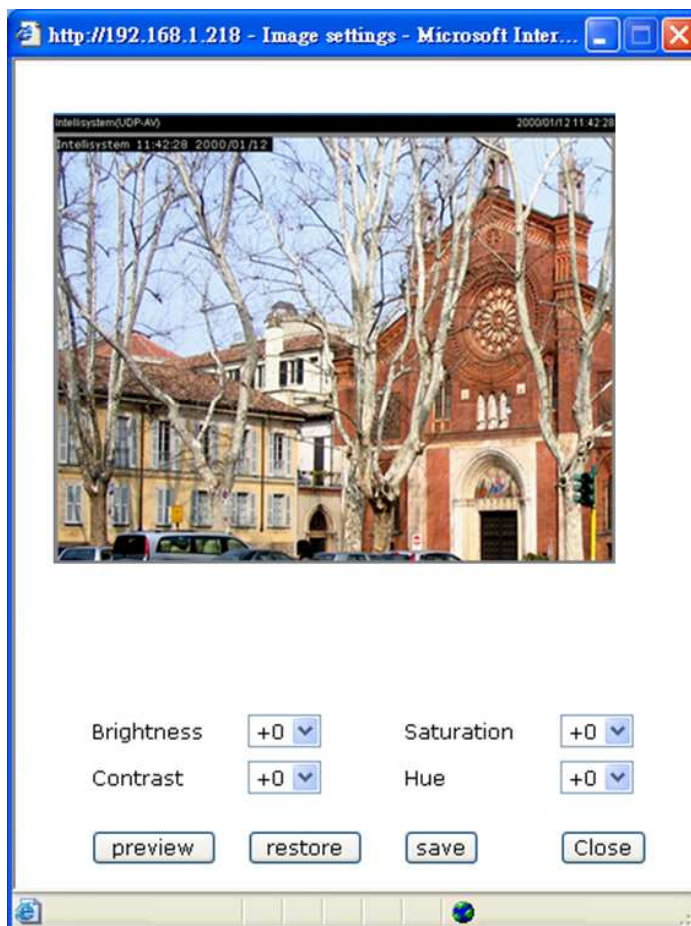 http://192.168.1.218 - Image settings - Microsoft Inter...
Intellisystem(UDP-AV) 2000/01/12 11:42:28
Intellisystem 11:42:28 2000/01/12
Brightness +0 Saturation +0
Contrast +0 Hue +0
preview restore save Close